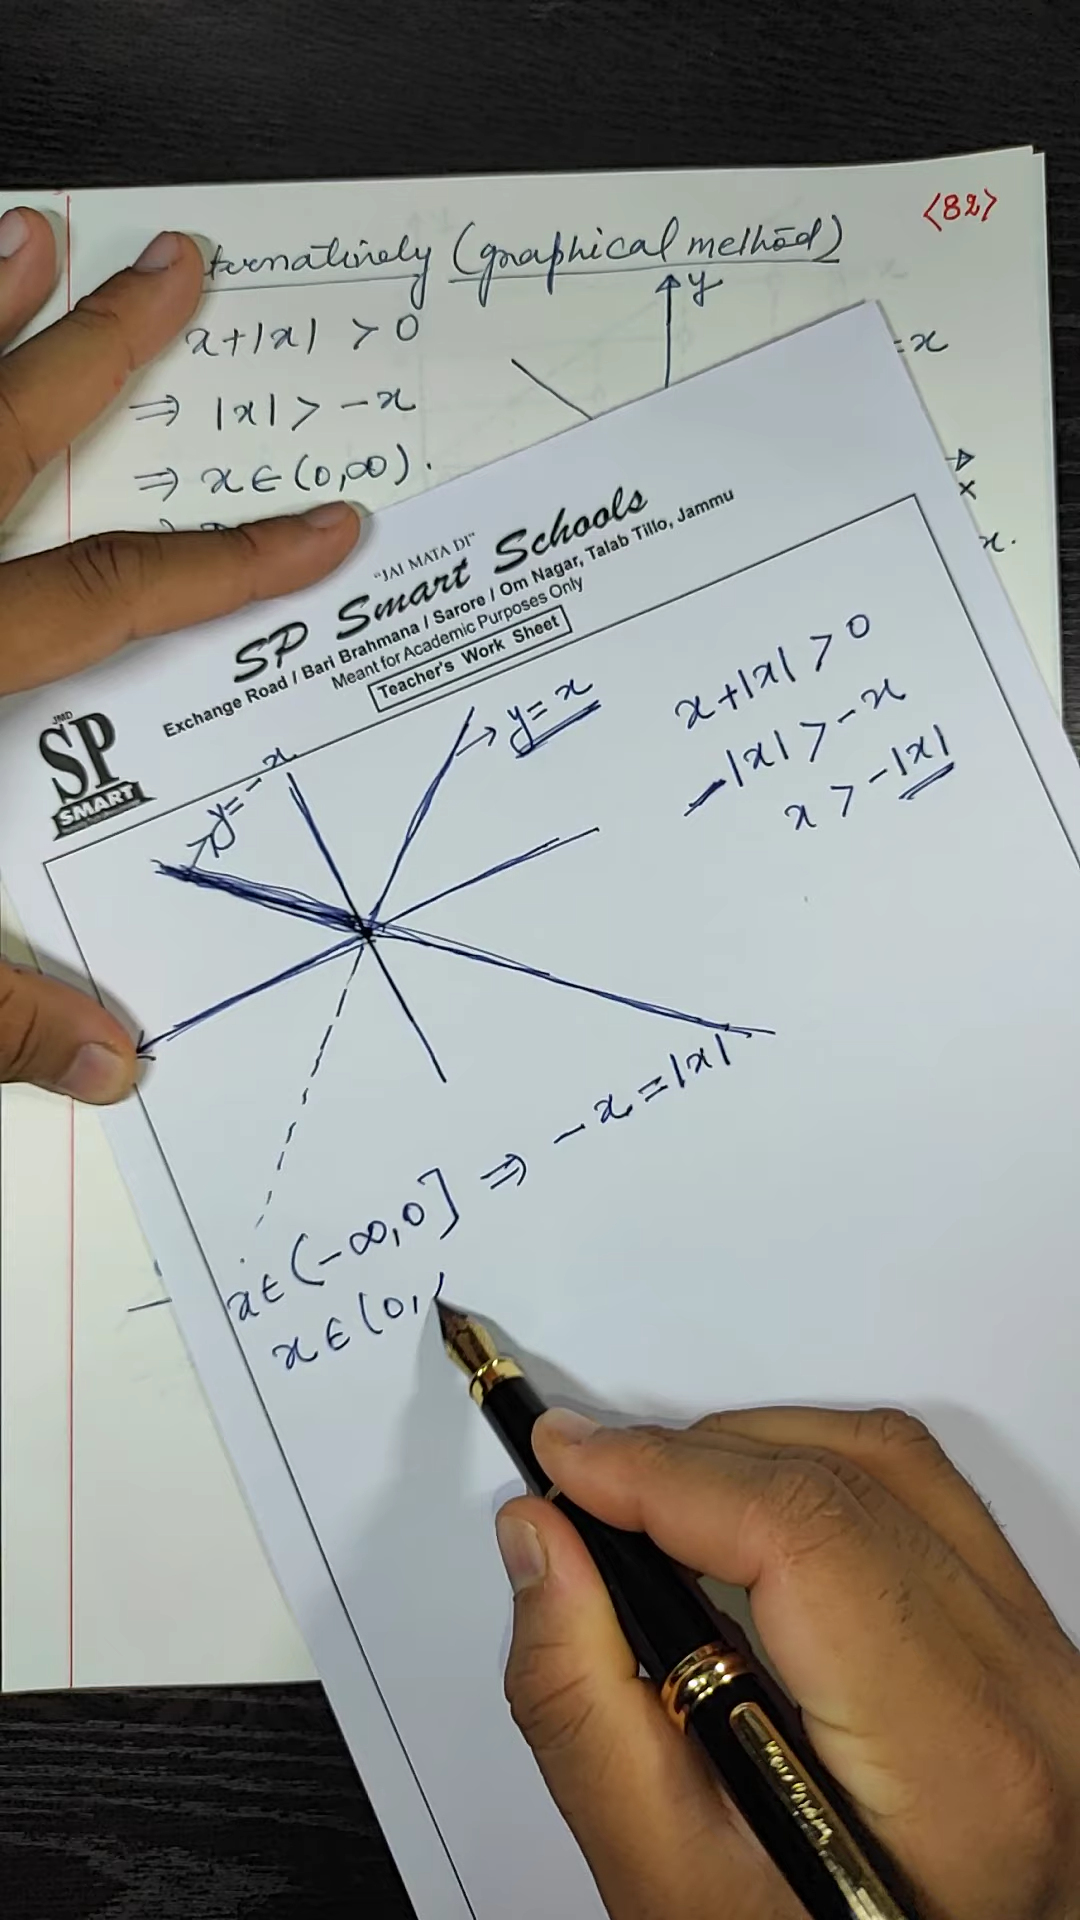 <82>
ternatively (graphical method)
x+|x| > 0
y
= x
⇒ |x| > -x
⇒ x ∈ (0,∞).
x
x.
"JAI MATA DI"
SP Smart Schools
Exchange Road / Bari Brahmana / Sarore / Om Nagar, Talab Tillo, Jammu
Meant for Academic Purposes Only
Teacher's Work Sheet
JMD
SP
SMART
y = -x
→ y = x
x+|x| > 0
|x| > -x
x > -|x|
x ∈ (-∞,0] ⇒ -x = |x|
x ∈ (0,